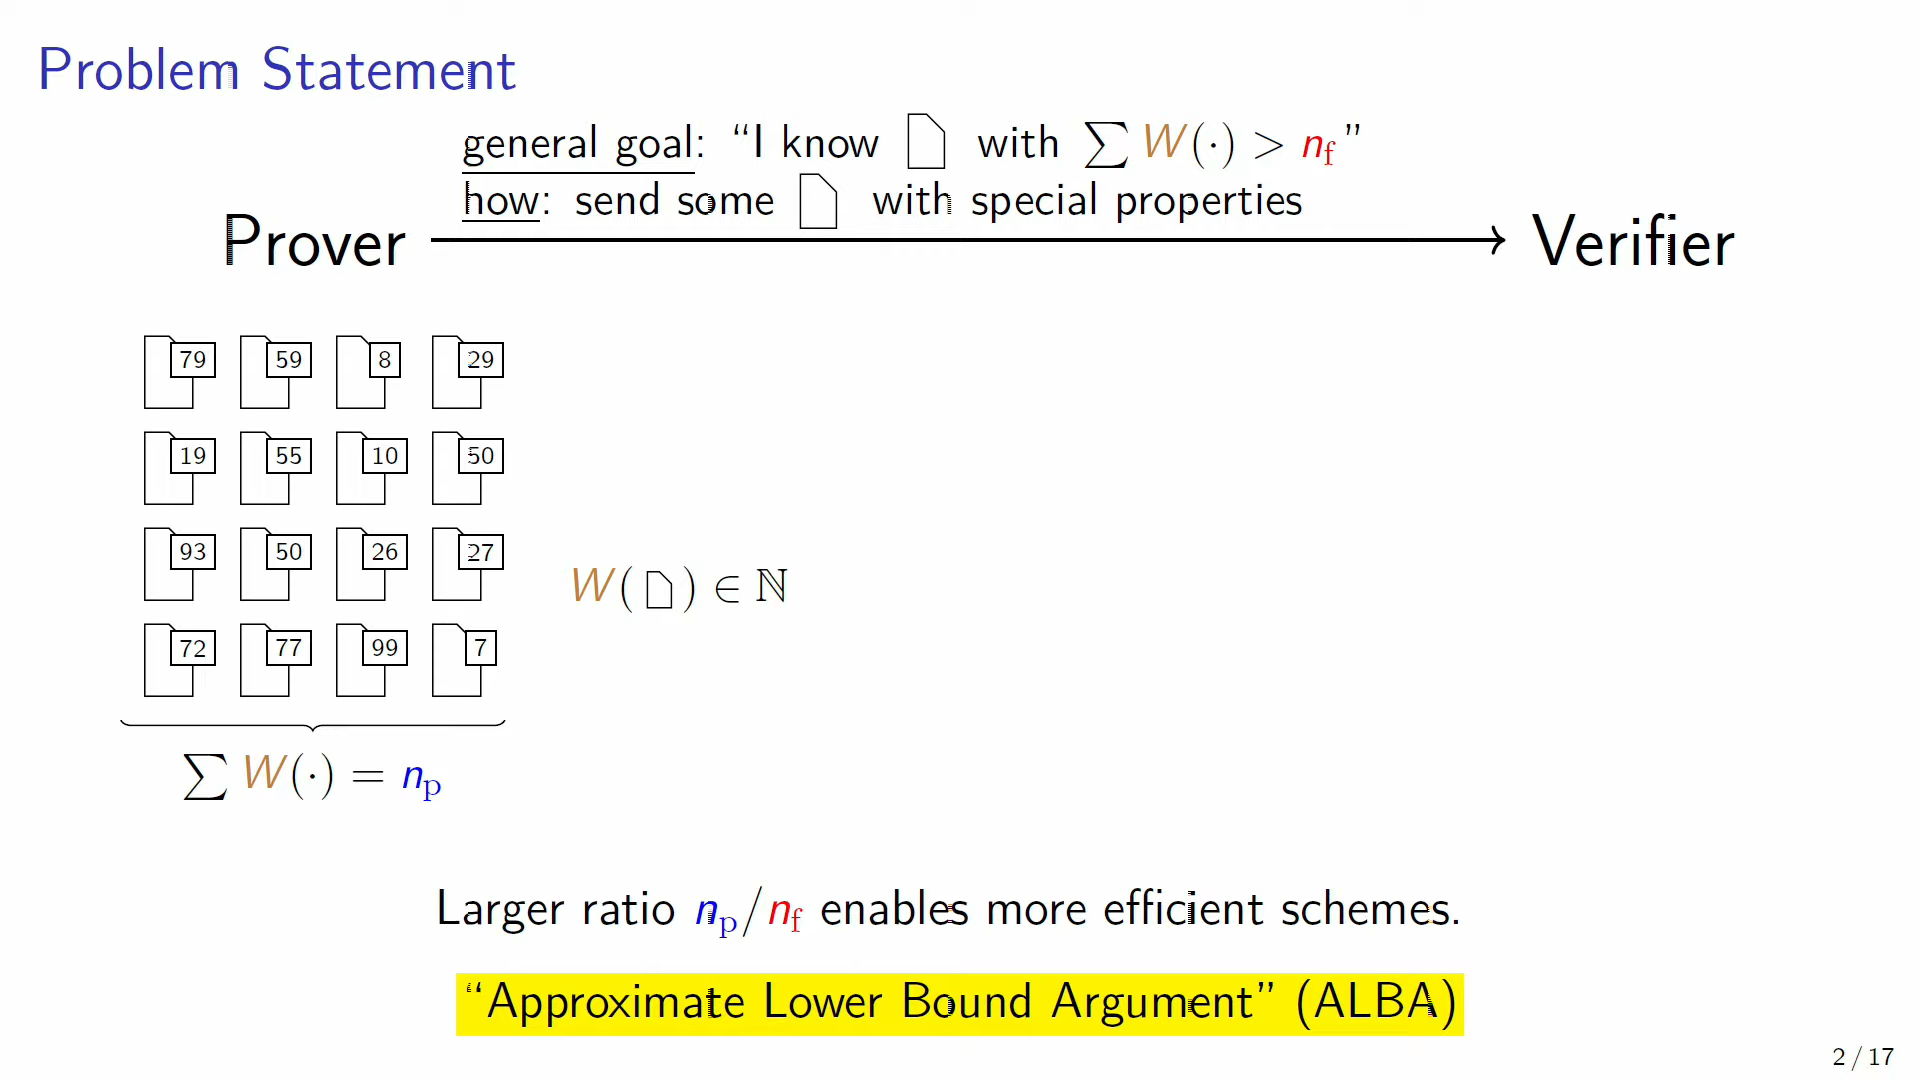 Problem Statement
general goal: “I know with ∑ W(·) > n_f”
how: send some with special properties
Prover
Verifier
79 59 8 29
19 55 10 50
93 50 26 27
W( ) ∈ ℕ
72 77 99 7
∑ W(·) = n_p
Larger ratio n_p/n_f enables more efficient schemes.
“Approximate Lower Bound Argument” (ALBA)
2 / 17